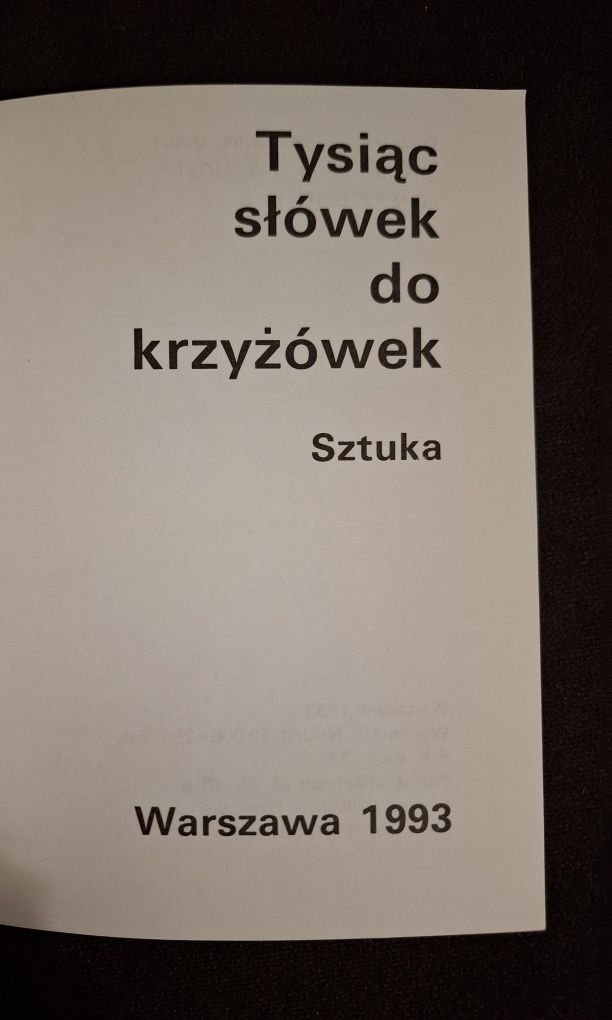 Tysiąc
słówek
do
krzyżówek
Sztuka
Warszawa 1993